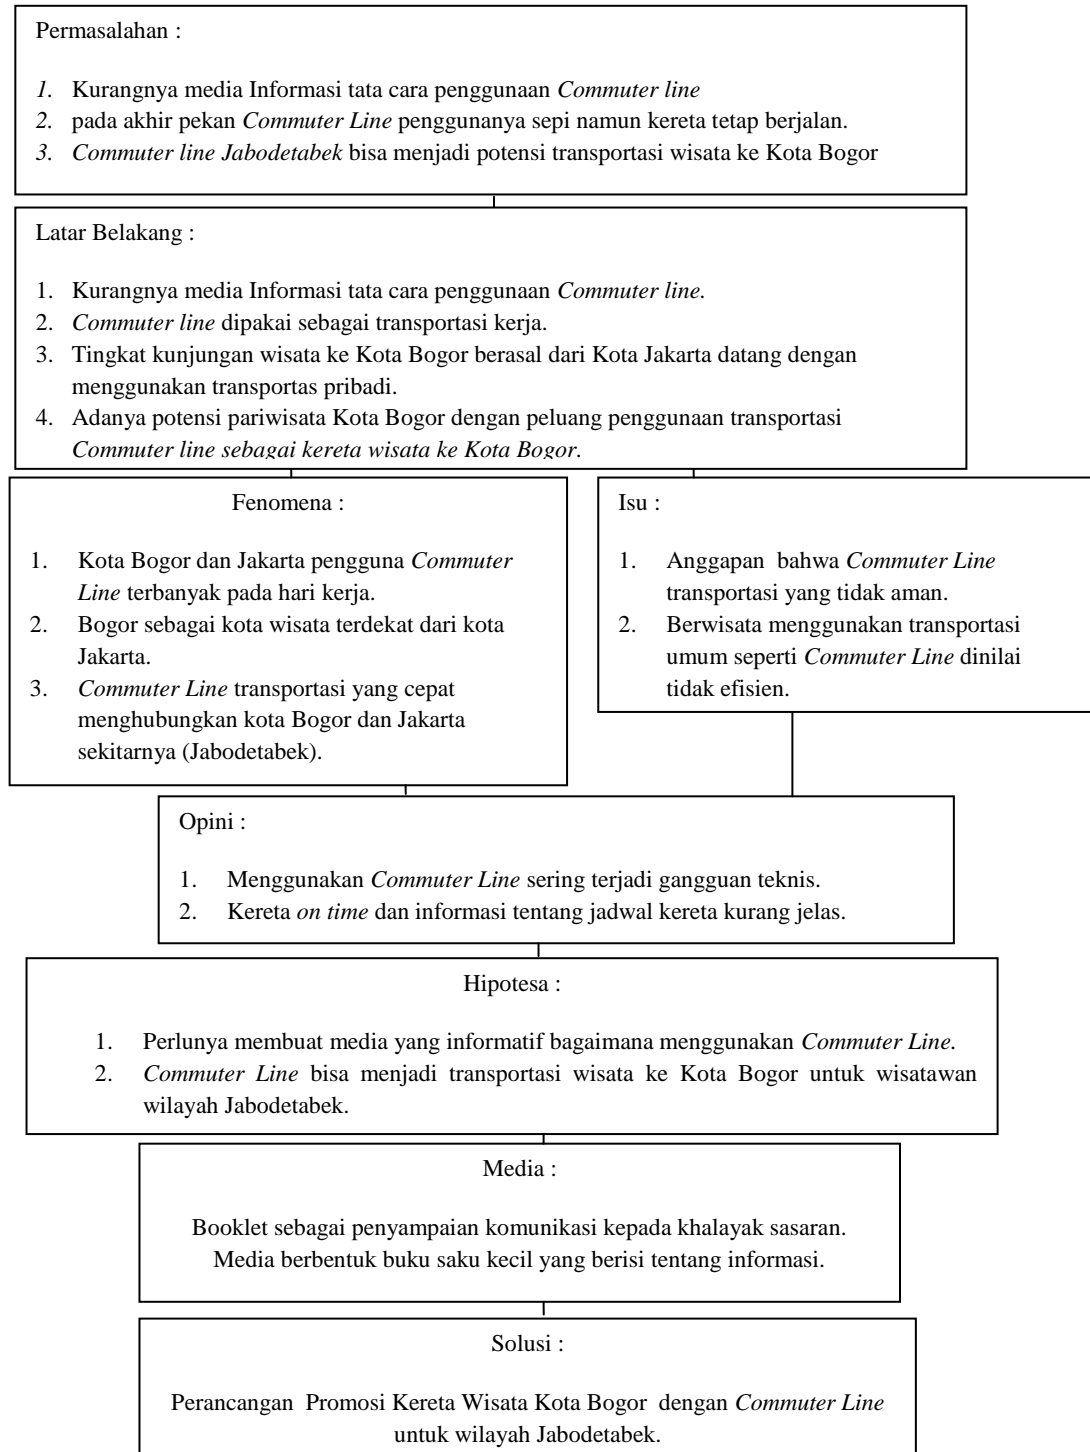 Permasalahan :
1. Kurangnya media Informasi tata cara penggunaan Commuter line
2. pada akhir pekan Commuter Line penggunanya sepi namun kereta tetap berjalan.
3. Commuter line Jabodetabek bisa menjadi potensi transportasi wisata ke Kota Bogor
Latar Belakang :
1. Kurangnya media Informasi tata cara penggunaan Commuter line.
2. Commuter line dipakai sebagai transportasi kerja.
3. Tingkat kunjungan wisata ke Kota Bogor berasal dari Kota Jakarta datang dengan
menggunakan transportas pribadi.
4. Adanya potensi pariwisata Kota Bogor dengan peluang penggunaan transportasi
Commuter line sebagai kereta wisata ke Kota Bogor.
Fenomena :
1. Kota Bogor dan Jakarta pengguna Commuter
Line terbanyak pada hari kerja.
2. Bogor sebagai kota wisata terdekat dari kota
Jakarta.
3. Commuter Line transportasi yang cepat
menghubungkan kota Bogor dan Jakarta
sekitarnya (Jabodetabek).
Isu :
1. Anggapan bahwa Commuter Line
transportasi yang tidak aman.
2. Berwisata menggunakan transportasi
umum seperti Commuter Line dinilai
tidak efisien.
Opini :
1. Menggunakan Commuter Line sering terjadi gangguan teknis.
2. Kereta on time dan informasi tentang jadwal kereta kurang jelas.
Hipotesa :
1. Perlunya membuat media yang informatif bagaimana menggunakan Commuter Line.
2. Commuter Line bisa menjadi transportasi wisata ke Kota Bogor untuk wisatawan
wilayah Jabodetabek.
Media :
Booklet sebagai penyampaian komunikasi kepada khalayak sasaran.
Media berbentuk buku saku kecil yang berisi tentang informasi.
Solusi :
Perancangan Promosi Kereta Wisata Kota Bogor dengan Commuter Line
untuk wilayah Jabodetabek.